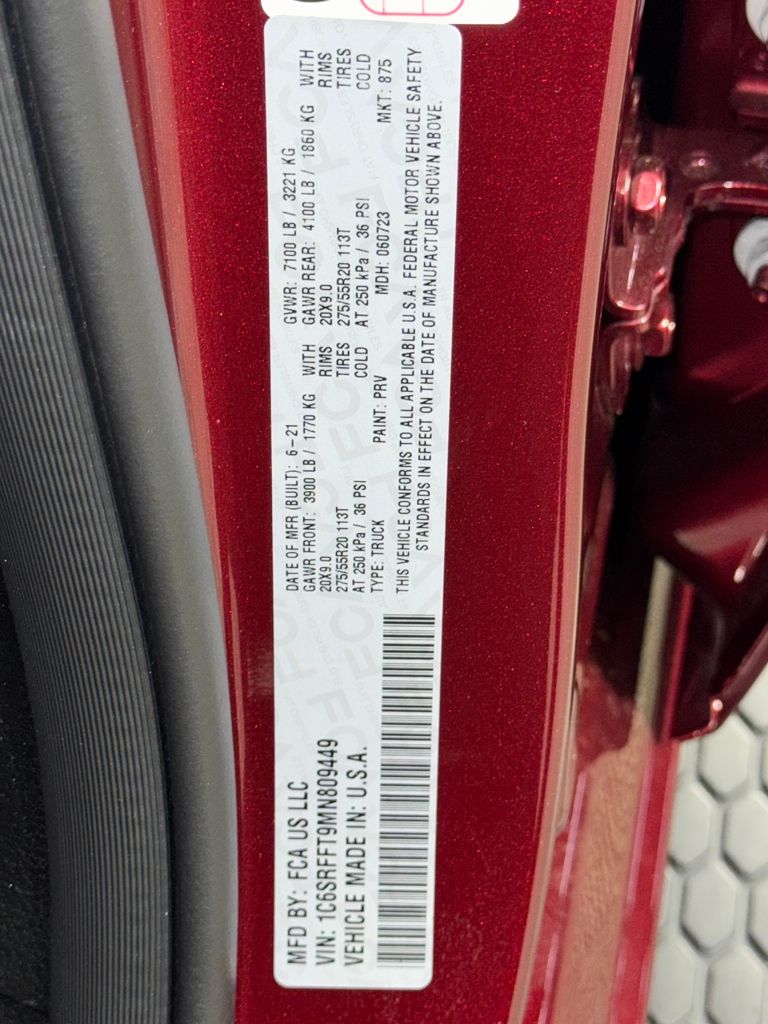 MFD BY: FCA US LLC
VIN: 1C6SRFFT9MN809449
VEHICLE MADE IN: U.S.A.
DATE OF MFR (BUILT): 6-21
GAWR FRONT: 3900 LB / 1770 KG WITH
20X9.0 RIMS
275/55R20 113T TIRES
AT 250 kPa / 36 PSI COLD
GVWR: 7100 LB / 3221 KG
GAWR REAR: 4100 LB / 1860 KG WITH
20X9.0 RIMS
275/55R20 113T TIRES
AT 250 kPa / 36 PSI COLD
TYPE: TRUCK PAINT: PRV MDH: 060723 MKT: 875
THIS VEHICLE CONFORMS TO ALL APPLICABLE U.S.A. FEDERAL MOTOR VEHICLE SAFETY
STANDARDS IN EFFECT ON THE DATE OF MANUFACTURE SHOWN ABOVE.